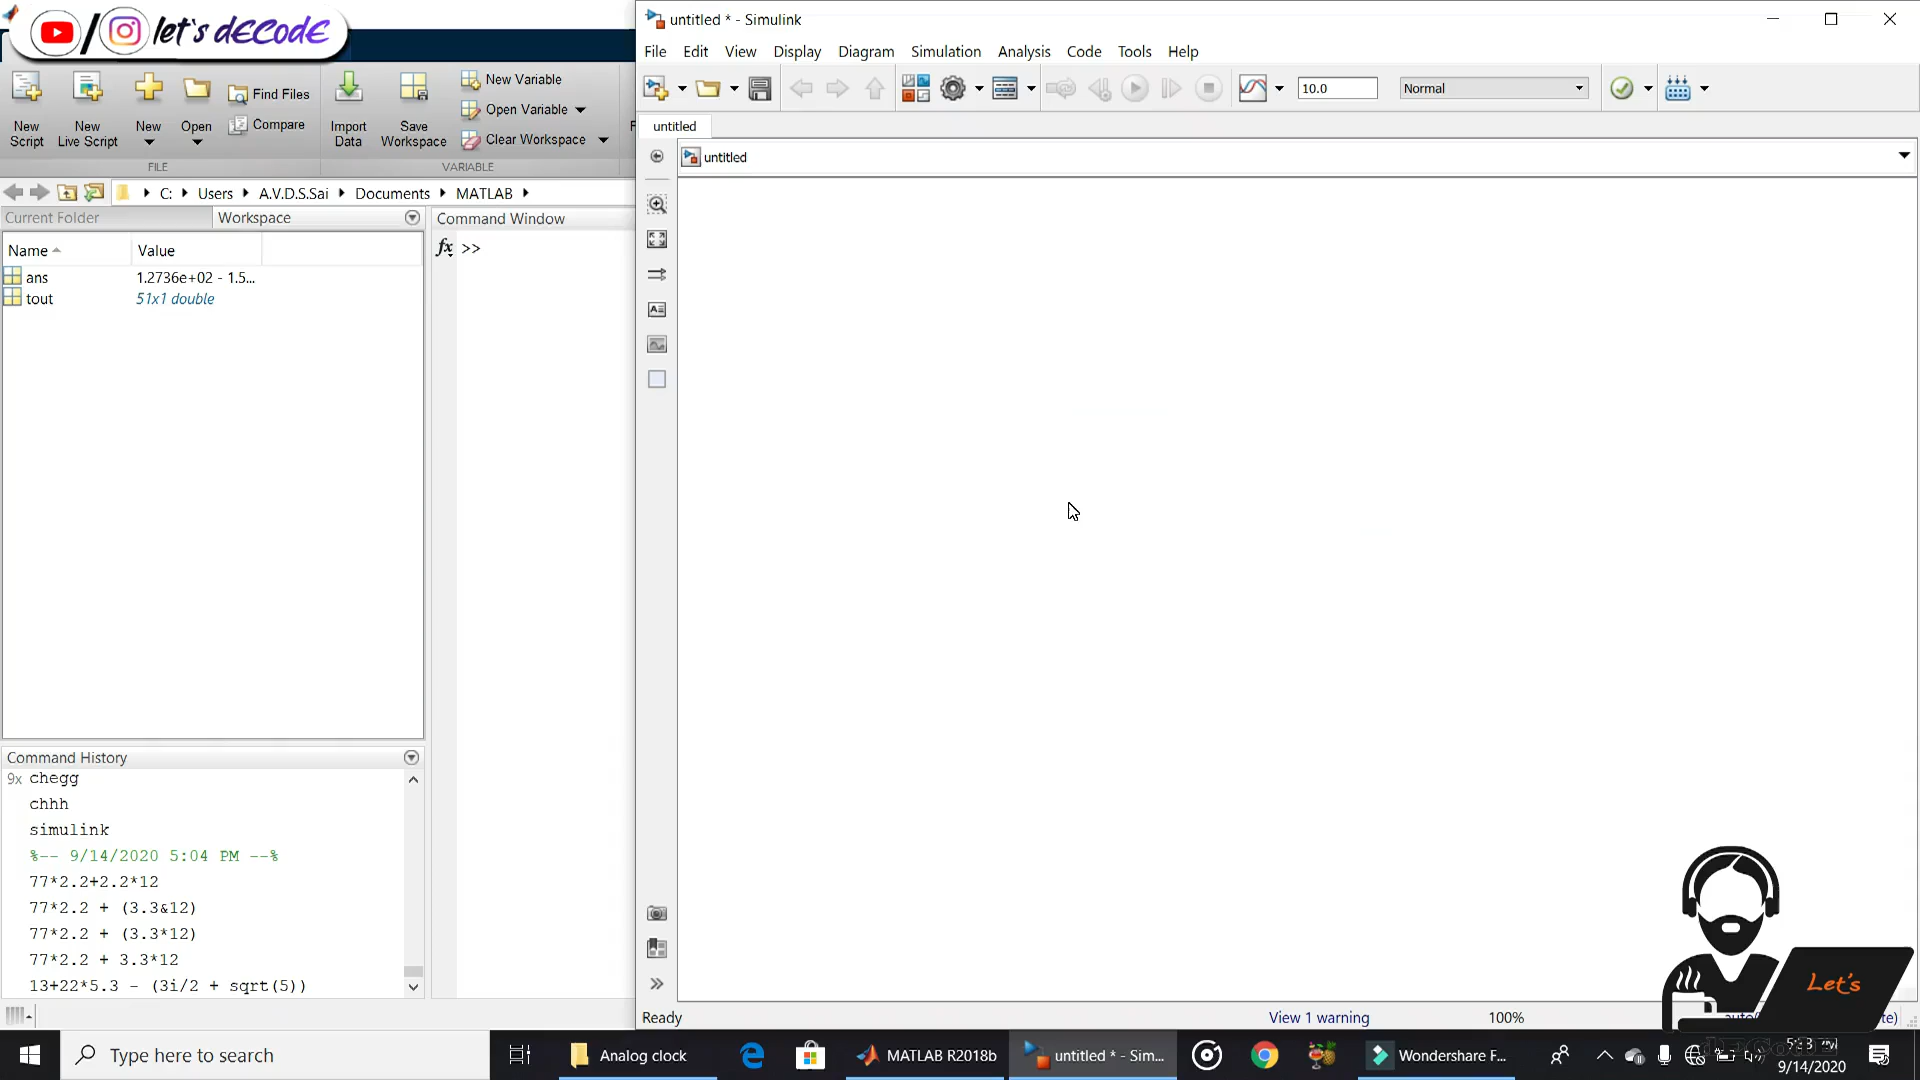 let's dECodE
untitled * - Simulink
File Edit View Display Diagram Simulation Analysis Code Tools Help
10.0 Normal
untitled
untitled
New Script
New Live Script
New
Open
Find Files
Compare
FILE
Import Data
Save Workspace
New Variable
Open Variable
Clear Workspace
VARIABLE
C: Users A.V.D.S.Sai Documents MATLAB
Current Folder Workspace
Name Value
ans 1.2736e+02 - 1.5...
tout 51x1 double
Command Window
fx >>
Command History
9x chegg
chhh
simulink
%-- 9/14/2020 5:04 PM --%
77*2.2+2.2*12
77*2.2 + (3.3&12)
77*2.2 + (3.3*12)
77*2.2 + 3.3*12
13+22*5.3 - (3i/2 + sqrt(5))
Ready View 1 warning 100%
Let's
dECodE
Type here to search
Analog clock
MATLAB R2018b
untitled * - Sim...
Wondershare F...
9/14/2020